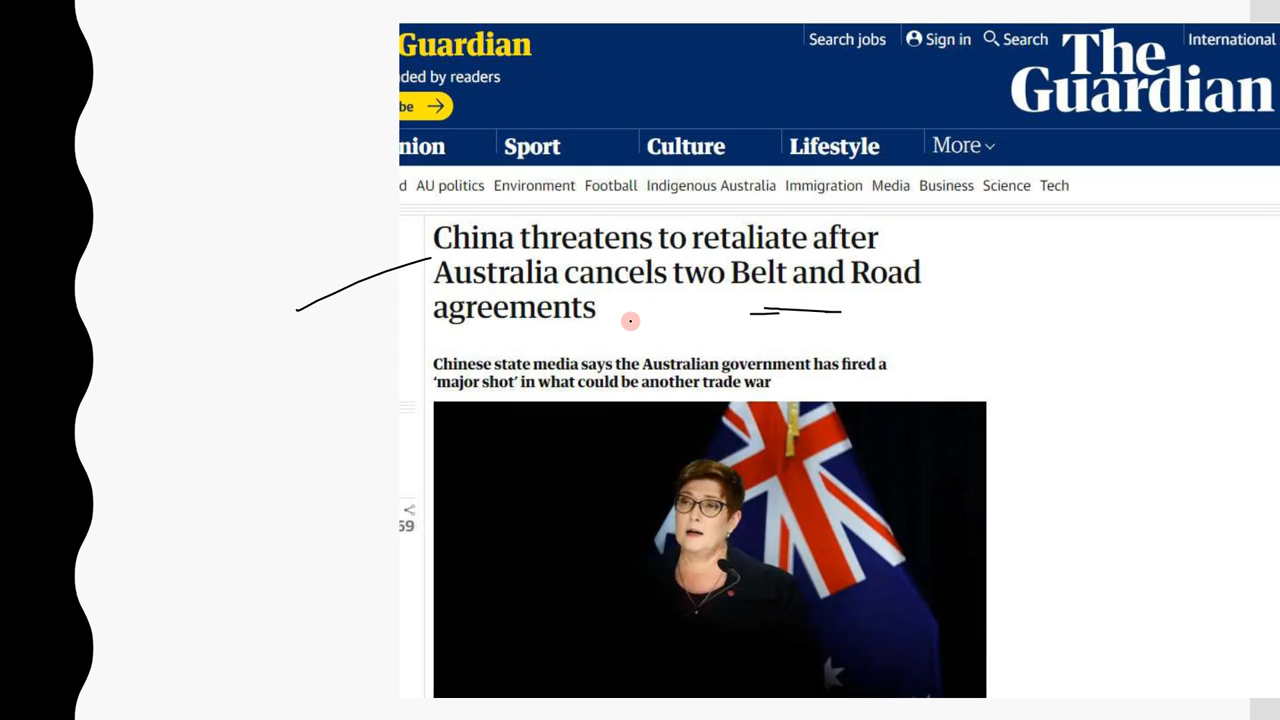 Guardian
ded by readers
be
Search jobs
Sign in
Search
International
The
Guardian
nion
Sport
Culture
Lifestyle
More
d AU politics Environment Football Indigenous Australia Immigration Media Business Science Tech
China threatens to retaliate after
Australia cancels two Belt and Road
agreements
Chinese state media says the Australian government has fired a
‘major shot’ in what could be another trade war
59